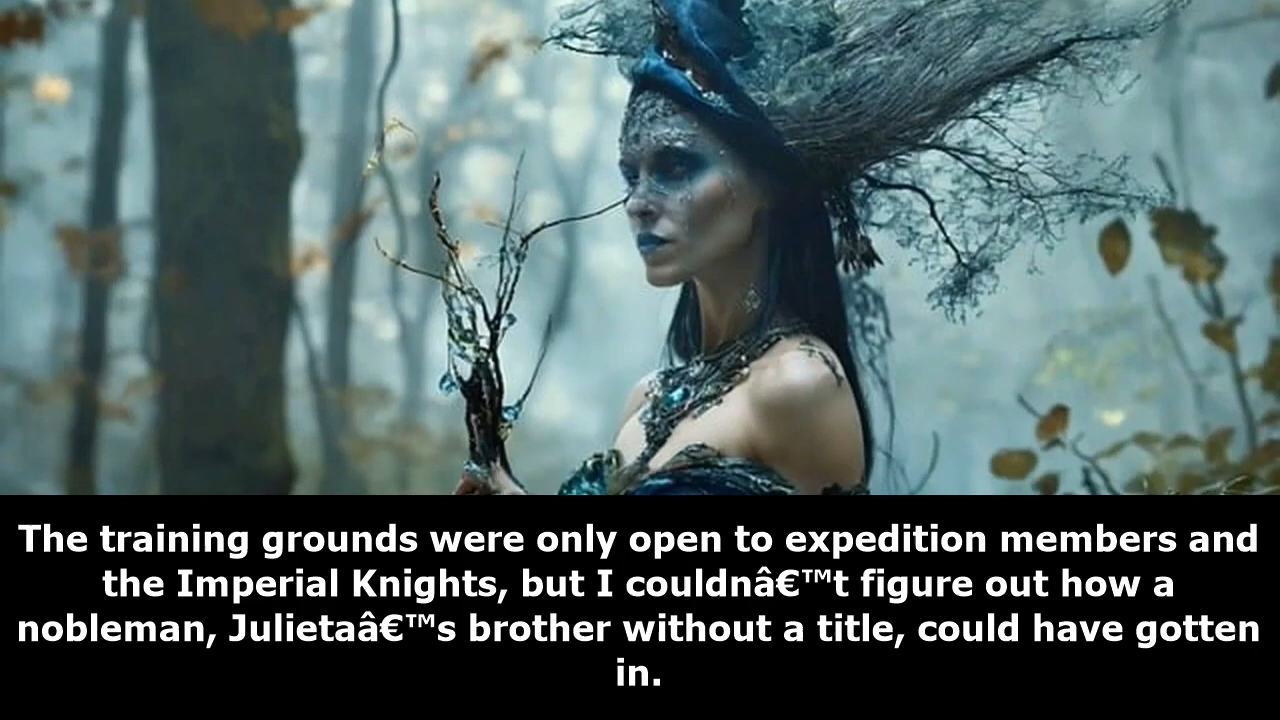 The training grounds were only open to expedition members and
the Imperial Knights, but I couldnâ€™t figure out how a
nobleman, Julietaâ€™s brother without a title, could have gotten
in.